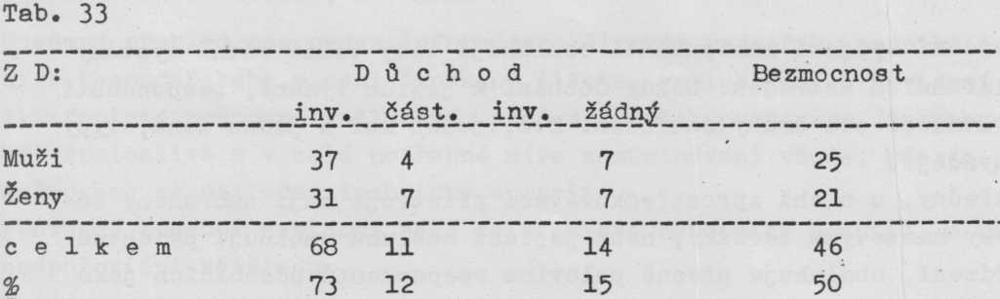 Tab. 33
Z D: D ů c h o d Bezmocnost
inv. část. inv. žádný
Muži 37 4 7 25
Ženy 31 7 7 21
c e l k e m 68 11 14 46
% 73 12 15 50